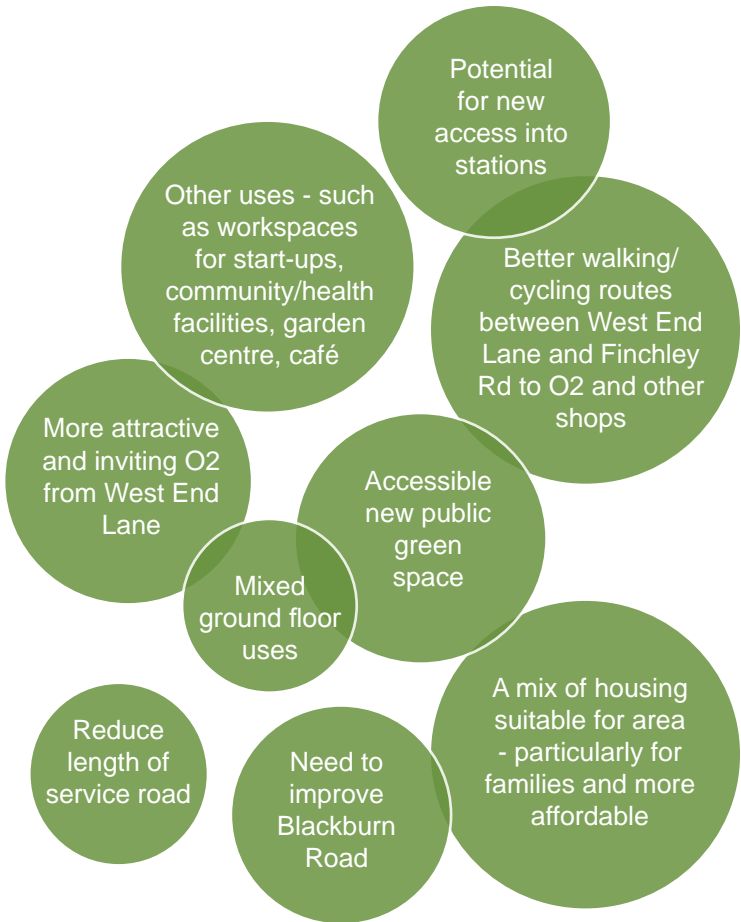 Potential
for new
access into
stations
Other uses - such
as workspaces
for start-ups,
community/health
facilities, garden
centre, café
Better walking/
cycling routes
between West End
Lane and Finchley
Rd to O2 and other
shops
More attractive
and inviting O2
from West End
Lane
Accessible
new public
green
space
Mixed
ground floor
uses
A mix of housing
suitable for area
- particularly for
families and more
affordable
Reduce
length of
service road
Need to
improve
Blackburn
Road